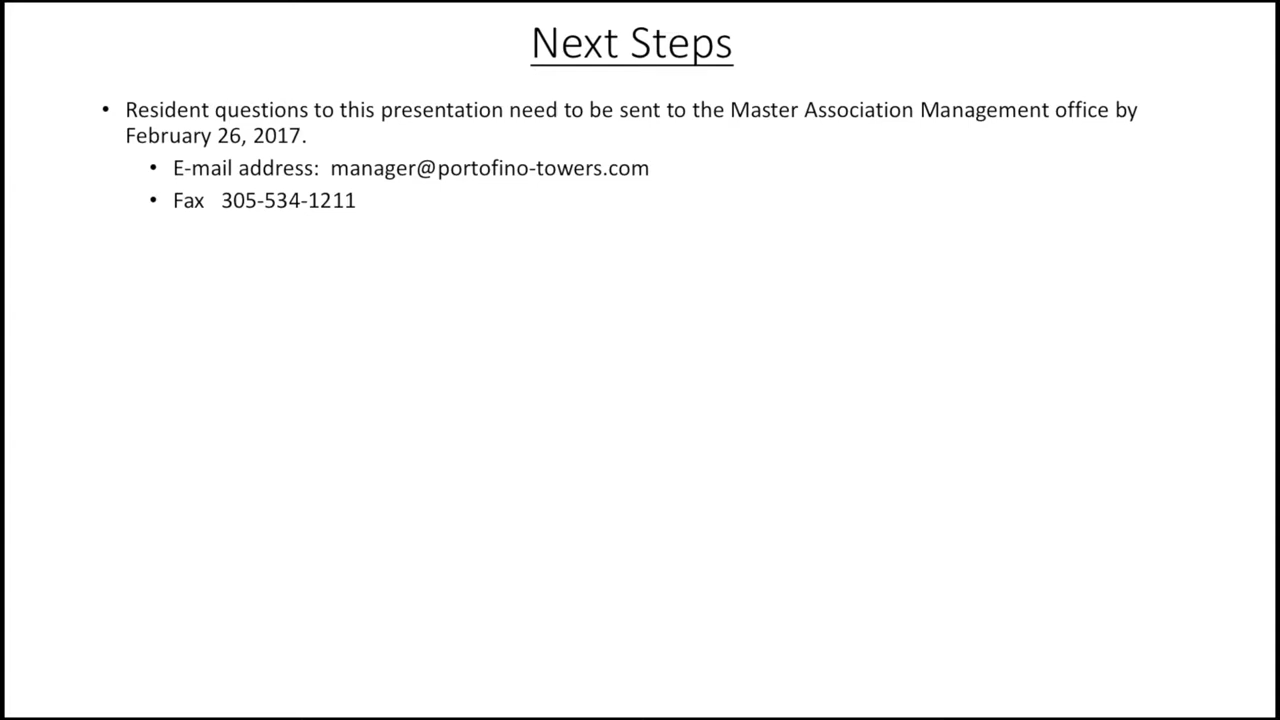 Next Steps
• Resident questions to this presentation need to be sent to the Master Association Management office by
February 26, 2017.
• E-mail address:  manager@portofino-towers.com
• Fax   305-534-1211